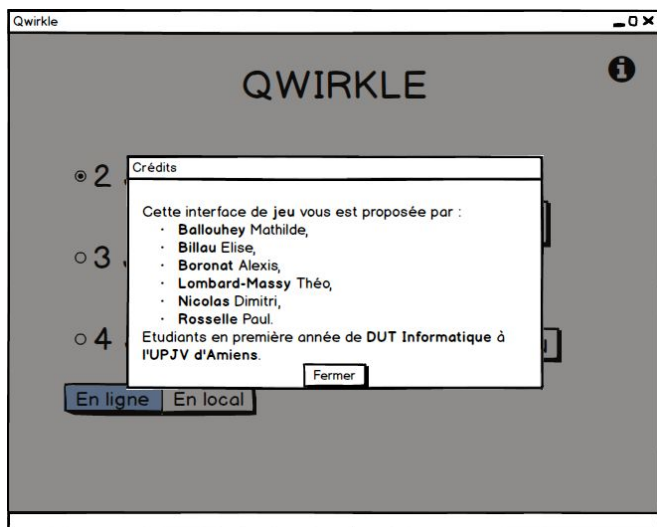 Qwirkle
QWIRKLE
Crédits
2
Cette interface de jeu vous est proposée par :
· Ballouhey Mathilde,
· Billau Elise,
· Boronat Alexis,
· Lombard-Massy Théo,
· Nicolas Dimitri,
· Rosselle Paul.
Etudiants en première année de DUT Informatique à
l'UPJV d'Amiens.
3
4
Fermer
En ligne En local